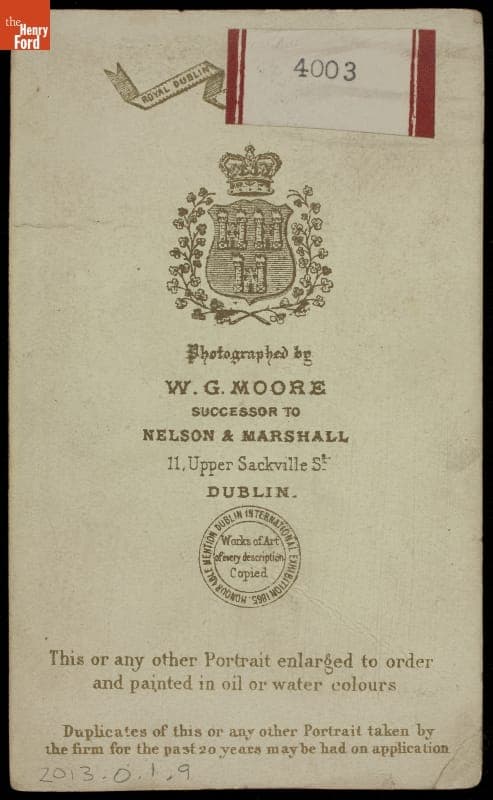 the
Henry
Ford
ROYAL DUBLIN
4003
Photographed by
W. G. MOORE
SUCCESSOR TO
NELSON & MARSHALL
11, Upper Sackville St.
DUBLIN.
HONOURABLE MENTION DUBLIN INTERNATIONAL EXHIBITION 1865.
Works of Art
of every description
Copied
This or any other Portrait enlarged to order
and painted in oil or water colours
Duplicates of this or any other Portrait taken by
the firm for the past 20 years may be had on application
2013.0.1.9